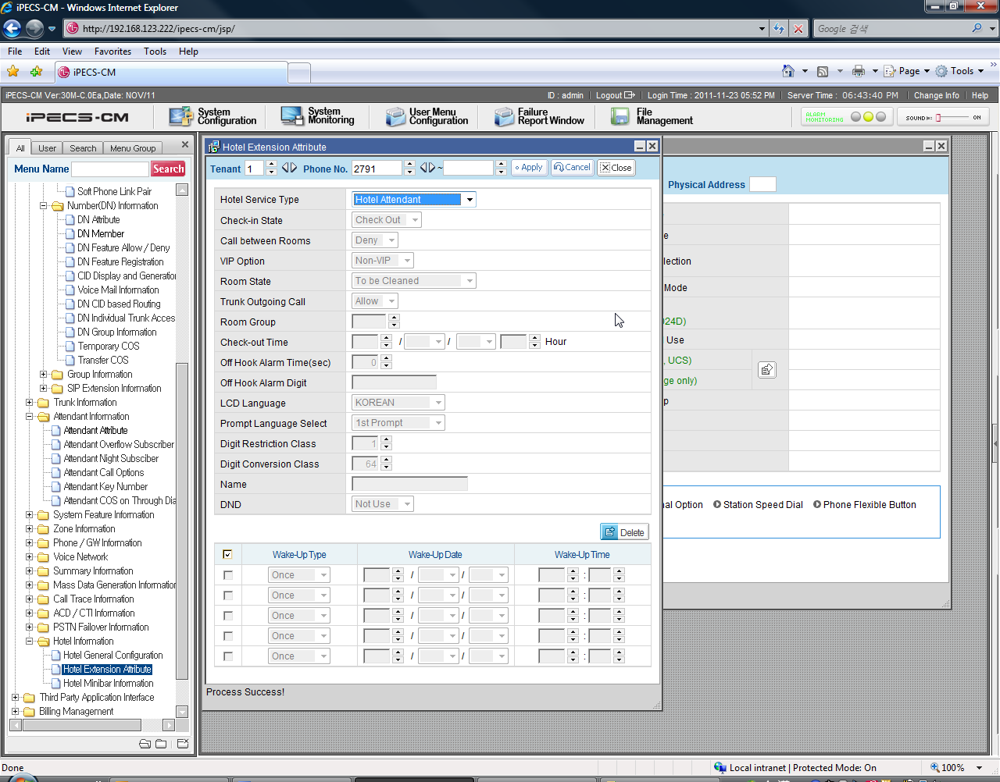 iPECS-CM - Windows Internet Explorer
http://192.168.123.222/ipecs-cm/jsp/
Google 검색
File Edit View Favorites Tools Help
iPECS-CM
Page Tools
iPECS-CM Ver:30M-C.0Ea,Date: NOV/11
ID : admin | Logout | Login Time : 2011-11-23 05:52 PM | Server Time : 06:43:40 PM | Change Info | Help
iPECS-CM
System Configuration
System Monitoring
User Menu Configuration
Failure Report Window
File Management
ALARM MONITORING
SOUND ON
All User Search Menu Group
Menu Name Search
Soft Phone Link Pair
Number(DN) Information
DN Attribute
DN Member
DN Feature Allow / Deny
DN Feature Registration
CID Display and Generation
Voice Mail Information
DN CID based Routing
DN Individual Trunk Acces
DN Group Information
Temporary COS
Transfer COS
Group Information
SIP Extension Information
Trunk Information
Attendant Information
Attendant Attribute
Attendant Overflow Subscriber
Attendant Night Subsciber
Attendant Call Options
Attendant Key Number
Attendant COS on Through Dia
System Feature Information
Zone Information
Phone / GW Information
Voice Network
Summary Information
Mass Data Generation Information
Call Trace Information
ACD / CTI Information
PSTN Failover Information
Hotel Information
Hotel General Configuration
Hotel Extension Attribute
Hotel Minibar Information
Third Party Application Interface
Billing Management
Hotel Extension Attribute
Tenant 1 Phone No. 2791 ~ Apply Cancel Close
Hotel Service Type Hotel Attendant
Check-in State Check Out
Call between Rooms Deny
VIP Option Non-VIP
Room State To be Cleaned
Trunk Outgoing Call Allow
Room Group
Check-out Time / / Hour
Off Hook Alarm Time(sec) 0
Off Hook Alarm Digit
LCD Language KOREAN
Prompt Language Select 1st Prompt
Digit Restriction Class 1
Digit Conversion Class 64
Name
DND Not Use
Delete
Wake-Up Type Wake-Up Date Wake-Up Time
Once / / :
Once / / :
Once / / :
Once / / :
Once / / :
Process Success!
Physical Address
e
lection
Mode
024D)
Use
, UCS)
ge only)
p
nal Option Station Speed Dial Phone Flexible Button
Done
Local intranet | Protected Mode: On
100%